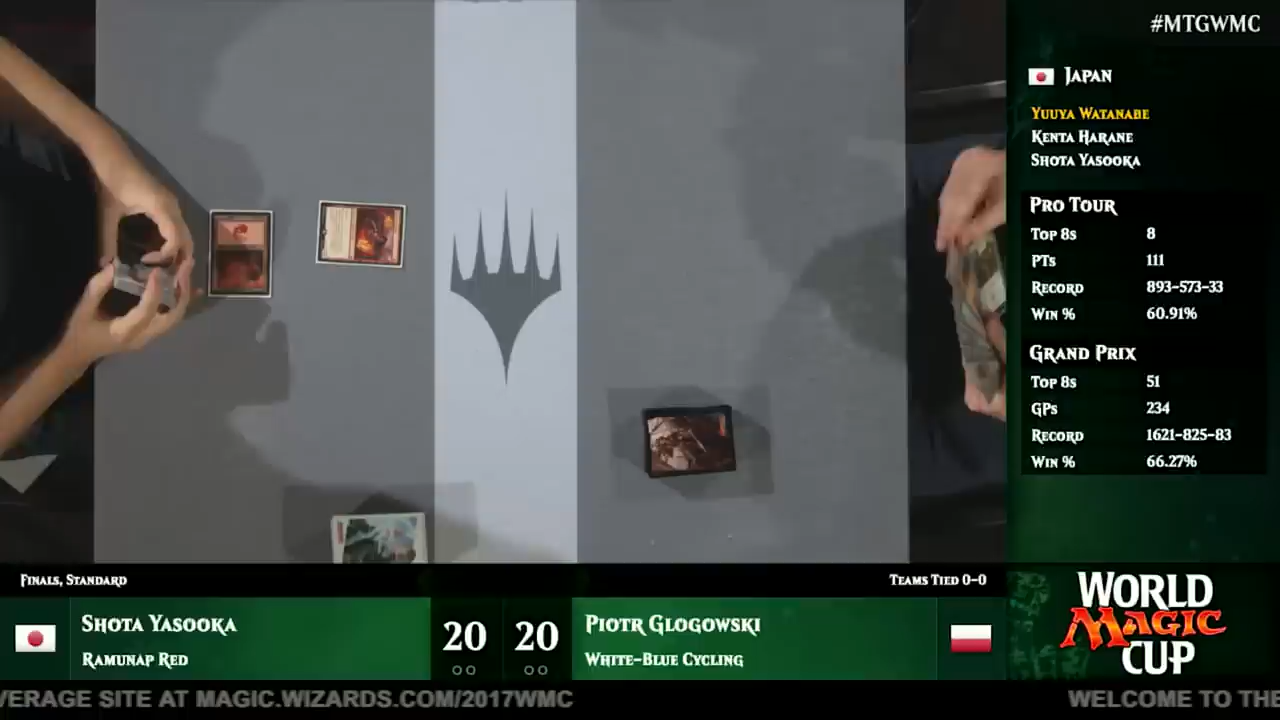 #MTGWMC
Japan
Yuuya Watanabe
Kenta Harane
Shota Yasooka
Pro Tour
Top 8s 8
PTs 111
Record 893-573-33
Win % 60.91%
Grand Prix
Top 8s 51
GPs 234
Record 1621-825-83
Win % 66.27%
Finals, Standard
Teams Tied 0-0
Shota Yasooka
Ramunap Red
20
20
Piotr Glogowski
White-Blue Cycling
World
Magic
Cup
VERAGE SITE AT MAGIC.WIZARDS.COM/2017WMC
WELCOME TO THE